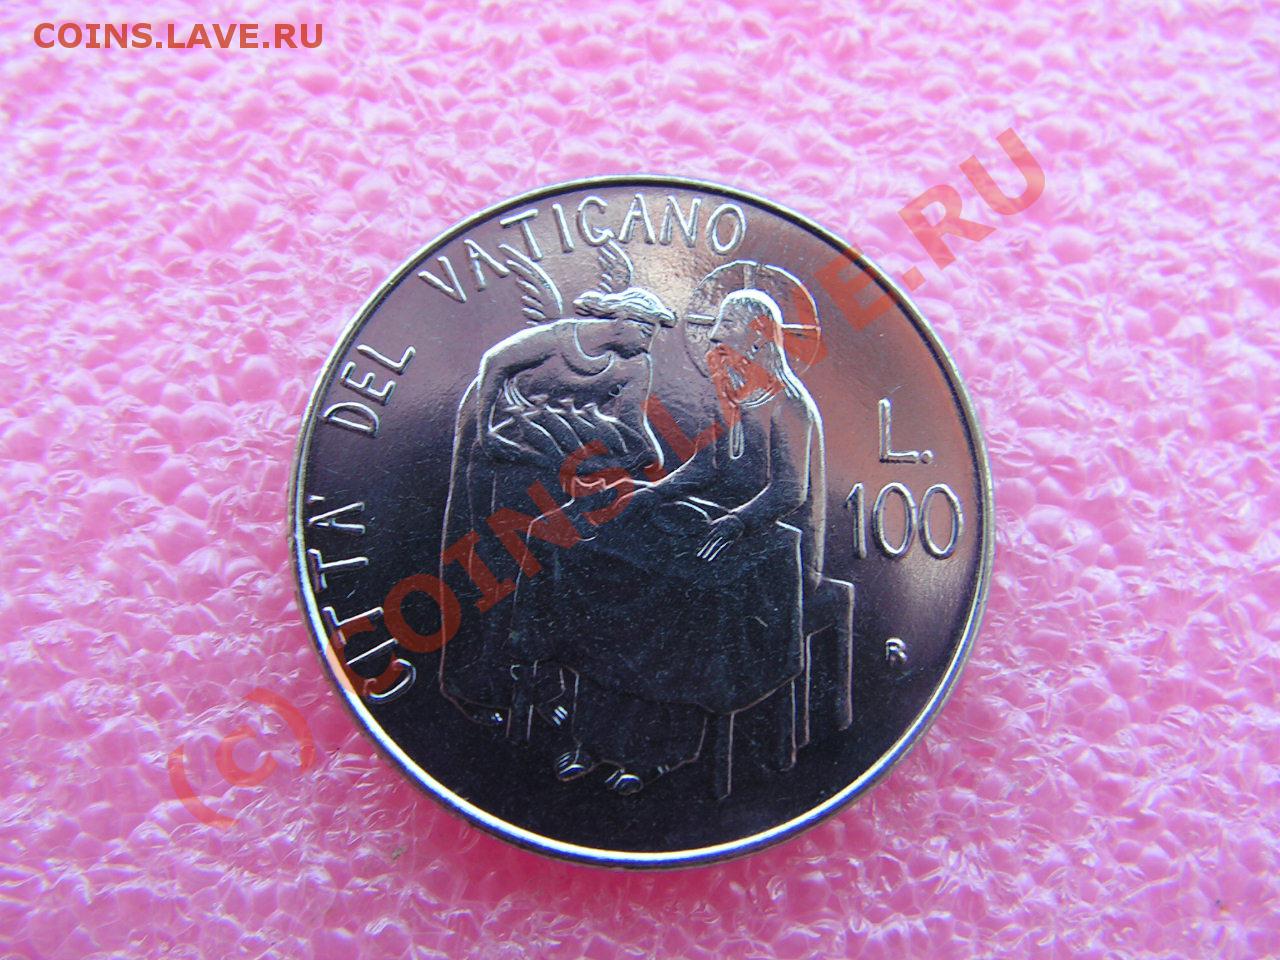 COINS.LAVE.RU
CITTA' DEL VATICANO
L.
100
R
(c) COINS.LAVE.RU